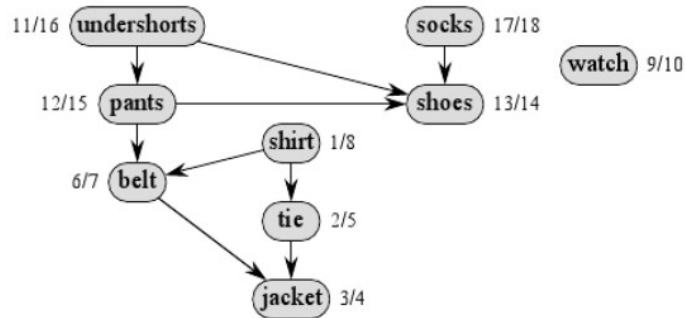 11/16 undershorts socks 17/18
watch 9/10
12/15 pants shoes 13/14
shirt 1/8
6/7 belt
tie 2/5
jacket 3/4